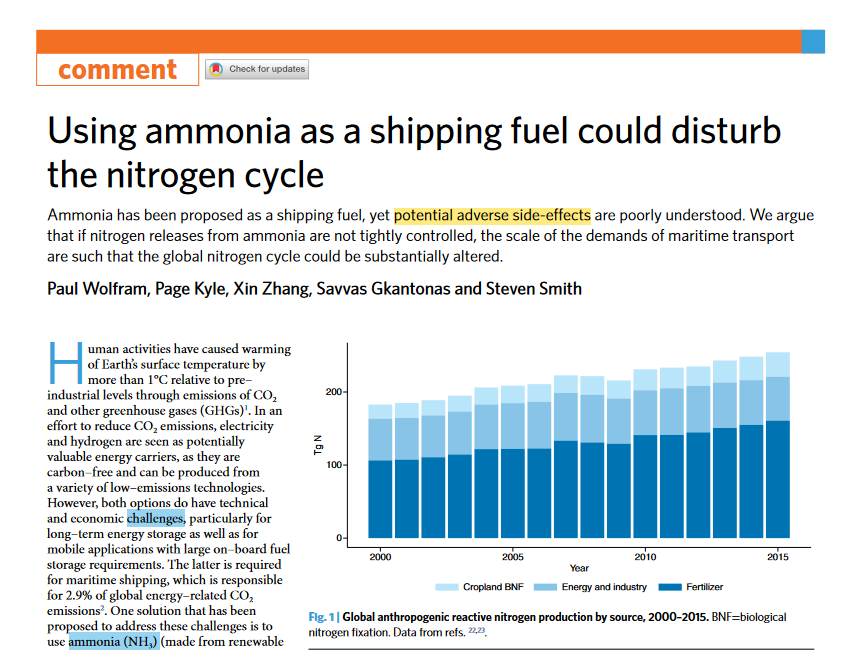 comment
Check for updates
Using ammonia as a shipping fuel could disturb
the nitrogen cycle
Ammonia has been proposed as a shipping fuel, yet potential adverse side-effects are poorly understood. We argue
that if nitrogen releases from ammonia are not tightly controlled, the scale of the demands of maritime transport
are such that the global nitrogen cycle could be substantially altered.
Paul Wolfram, Page Kyle, Xin Zhang, Savvas Gkantonas and Steven Smith
Human activities have caused warming
of Earth's surface temperature by
more than 1°C relative to pre-
industrial levels through emissions of CO₂
and other greenhouse gases (GHGs)¹. In an
effort to reduce CO₂ emissions, electricity
and hydrogen are seen as potentially
valuable energy carriers, as they are
carbon-free and can be produced from
a variety of low-emissions technologies.
However, both options do have technical
and economic challenges, particularly for
long-term energy storage as well as for
mobile applications with large on-board fuel
storage requirements. The latter is required
for maritime shipping, which is responsible
for 2.9% of global energy-related CO₂
emissions². One solution that has been
proposed to address these challenges is to
use ammonia (NH₃) (made from renewable
Tg N
200
100
0
2000
2005
2010
2015
Year
Cropland BNF
Energy and industry
Fertilizer
Fig. 1 | Global anthropogenic reactive nitrogen production by source, 2000–2015. BNF=biological
nitrogen fixation. Data from refs. ²²,²³.